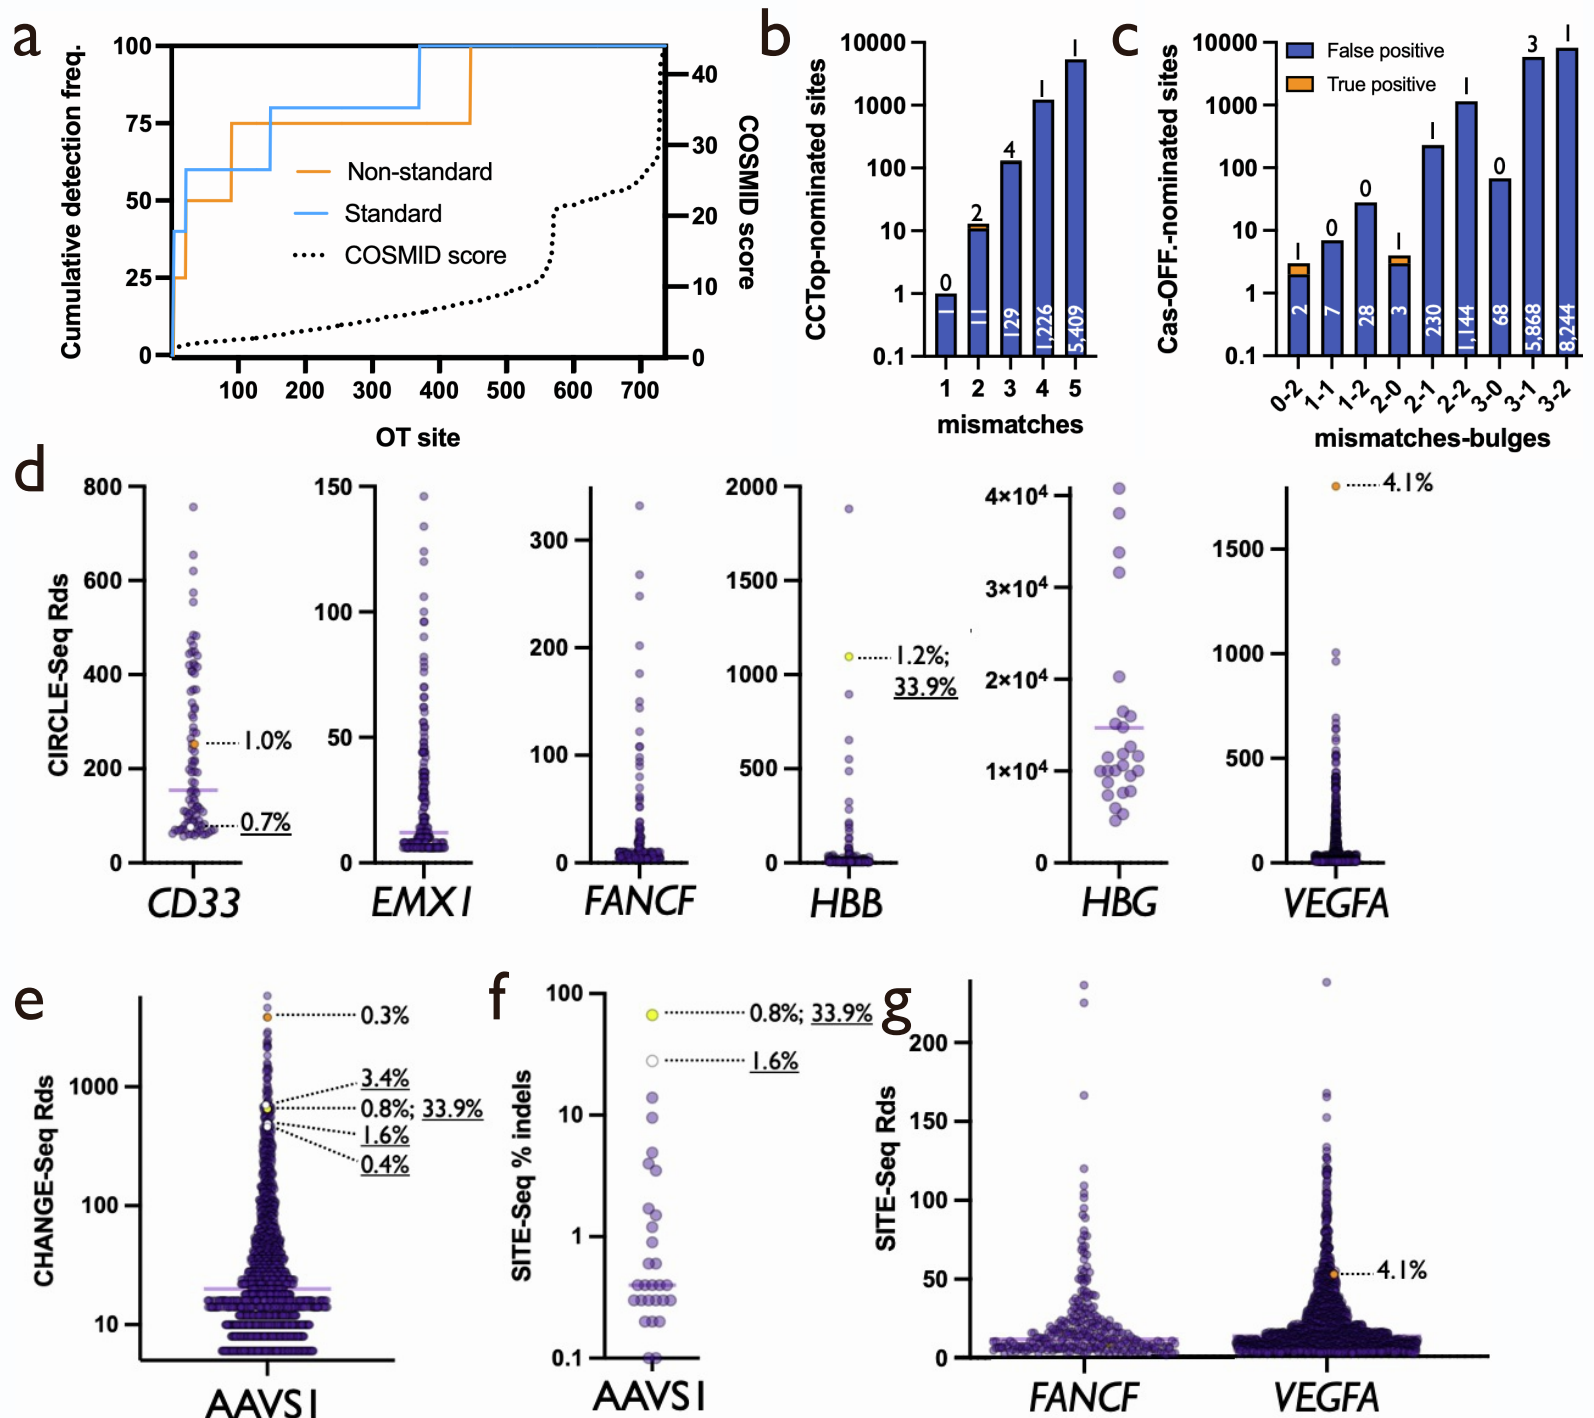 a
Cumulative detection freq.
100
75
50
25
0
40
30
20
10
0
COSMID score
Non-standard
Standard
COSMID score
100 200 300 400 500 600 700
OT site
b
CCTop-nominated sites
10000
1000
100
10
1
0.1
0
2
4
1
1
1
11
129
1,226
5,409
1 2 3 4 5
mismatches
c
Cas-OFF.-nominated sites
10000
1000
100
10
1
0.1
False positive
True positive
1
0
0
1
1
1
0
3
1
2
7
28
3
230
1,144
68
5,868
8,244
0-2 1-1 1-2 2-0 2-1 2-2 3-0 3-1 3-2
mismatches-bulges
d
CIRCLE-Seq Rds
800
600
400
200
0
1.0%
0.7%
CD33
150
100
50
0
EMX1
300
200
100
0
FANCF
2000
1500
1000
500
0
1.2%;
33.9%
HBB
4×10⁴
3×10⁴
2×10⁴
1×10⁴
0
HBG
1500
1000
500
0
4.1%
VEGFA
e
CHANGE-Seq Rds
1000
100
10
0.3%
3.4%
0.8%; 33.9%
1.6%
0.4%
AAVS1
f
SITE-Seq % indels
100
10
1
0.1
0.8%; 33.9%
1.6%
AAVS1
g
SITE-Seq Rds
200
150
100
50
0
4.1%
FANCF
VEGFA